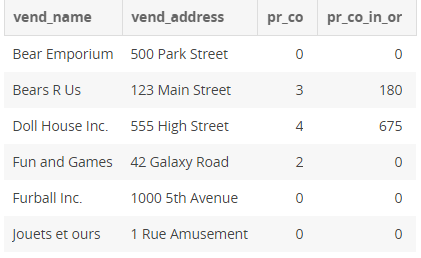 vend_name vend_address pr_co pr_co_in_or
Bear Emporium 500 Park Street 0 0
Bears R Us 123 Main Street 3 180
Doll House Inc. 555 High Street 4 675
Fun and Games 42 Galaxy Road 2 0
Furball Inc. 1000 5th Avenue 0 0
Jouets et ours 1 Rue Amusement 0 0